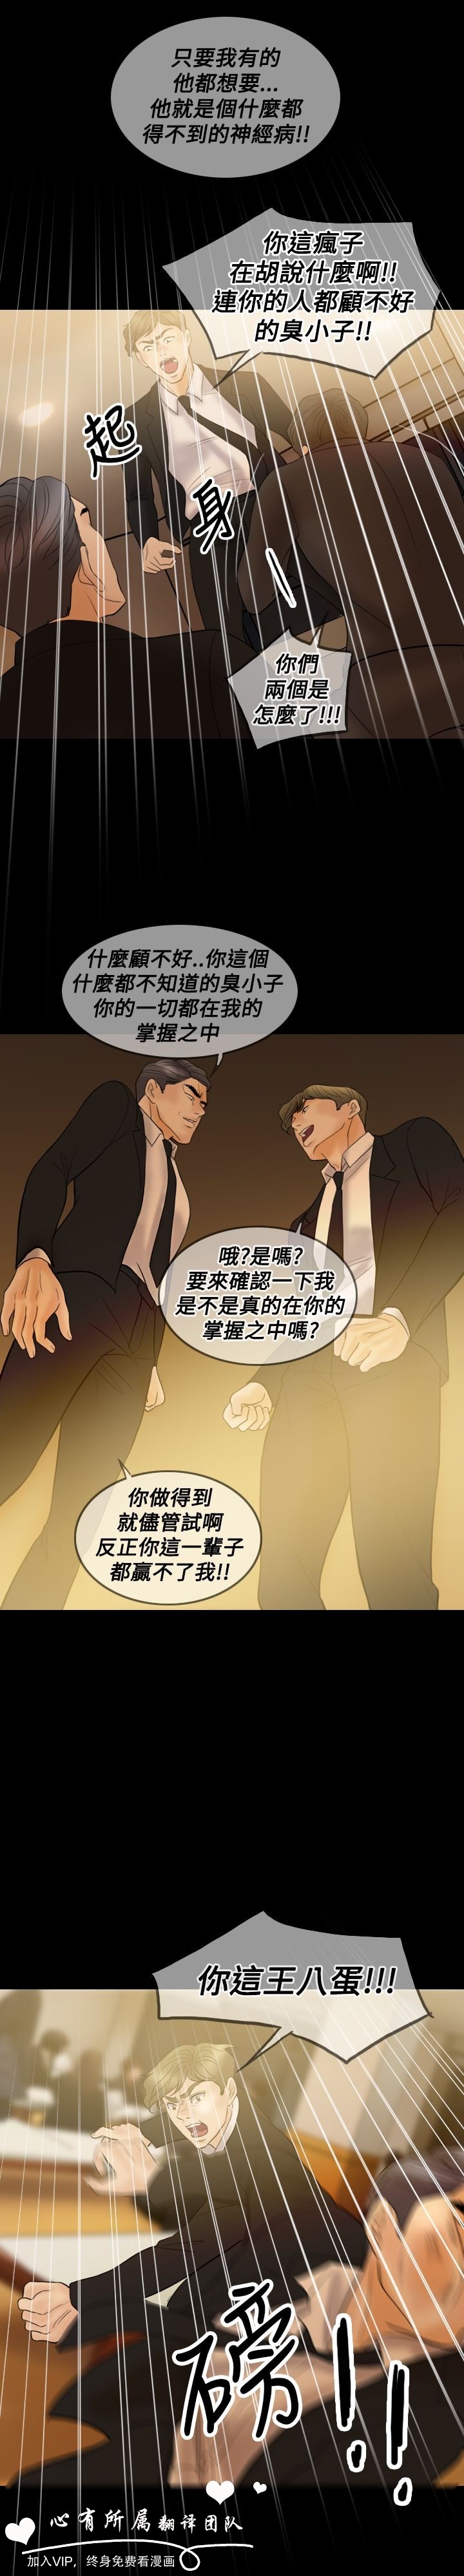 只要我有的
他都想要...
他就是個什麼都
得不到的神經病!!
你這瘋子
在胡說什麼啊!!
連你的人都顧不好
的臭小子!!
起
身
你們
兩個是
怎麼了!!!
什麼顧不好..你這個
什麼都不知道的臭小子
你的一切都在我的
掌握之中
哦?是嗎?
要來確認一下我
是不是真的在你的
掌握之中嗎?
你做得到
就儘管試啊
反正你這一輩子
都贏不了我!!
你這王八蛋!!!
磅!!
心有所属翻译团队
加入VIP，终身免费看漫画